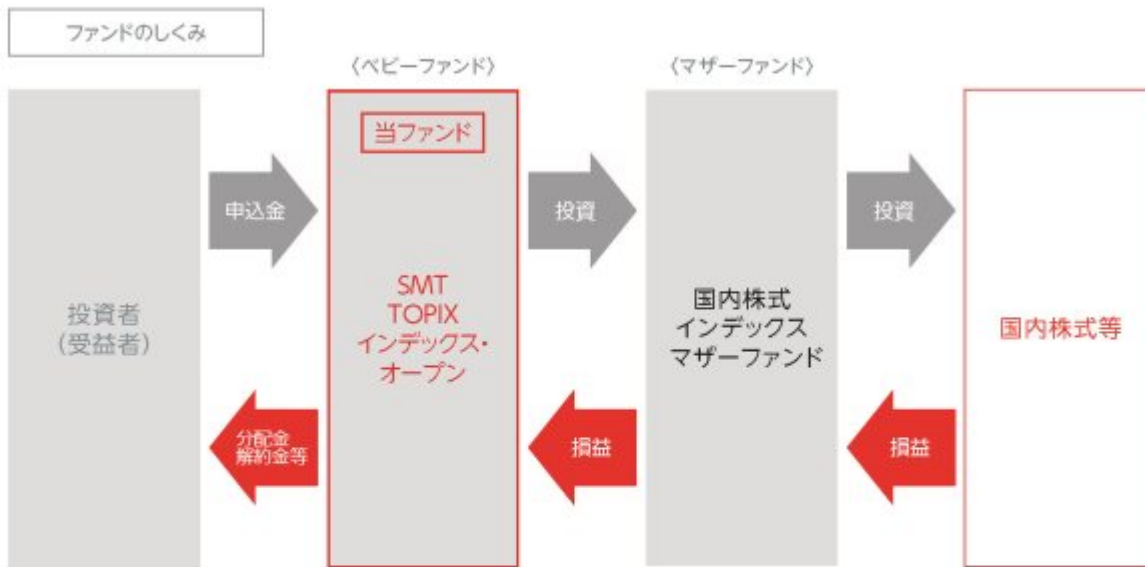 ファンドのしくみ
〈ベビーファンド〉
〈マザーファンド〉
投資者
(受益者)
申込金
分配金
解約金等
当ファンド
SMT
TOPIX
インデックス・
オープン
投資
損益
国内株式
インデックス
マザーファンド
投資
損益
国内株式等